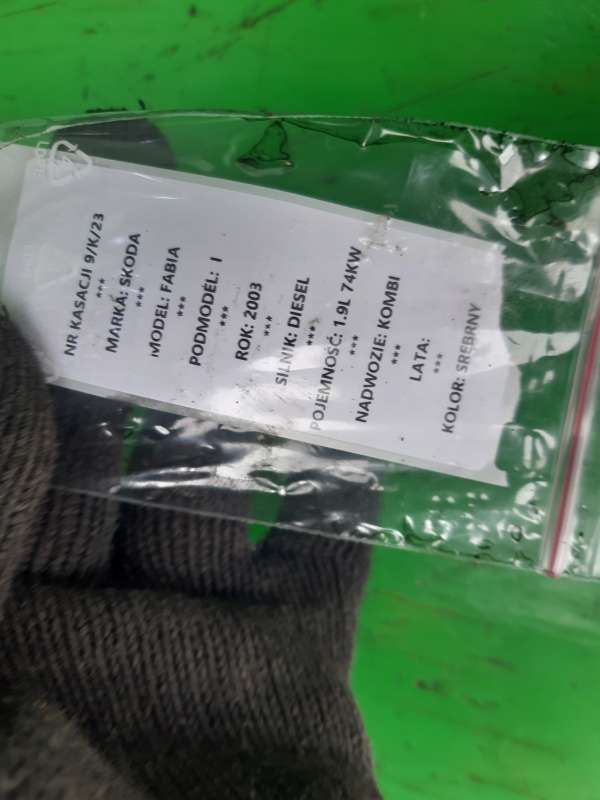 NR KASACJI 9/K/23
***
MARKA: SKODA
***
MODEL: FABIA
***
PODMODEL: I
***
ROK: 2003
***
SILNIK: DIESEL
***
POJEMNOŚĆ: 1.9L 74KW
***
NADWOZIE: KOMBI
***
LATA:
***
KOLOR: SREBRNY